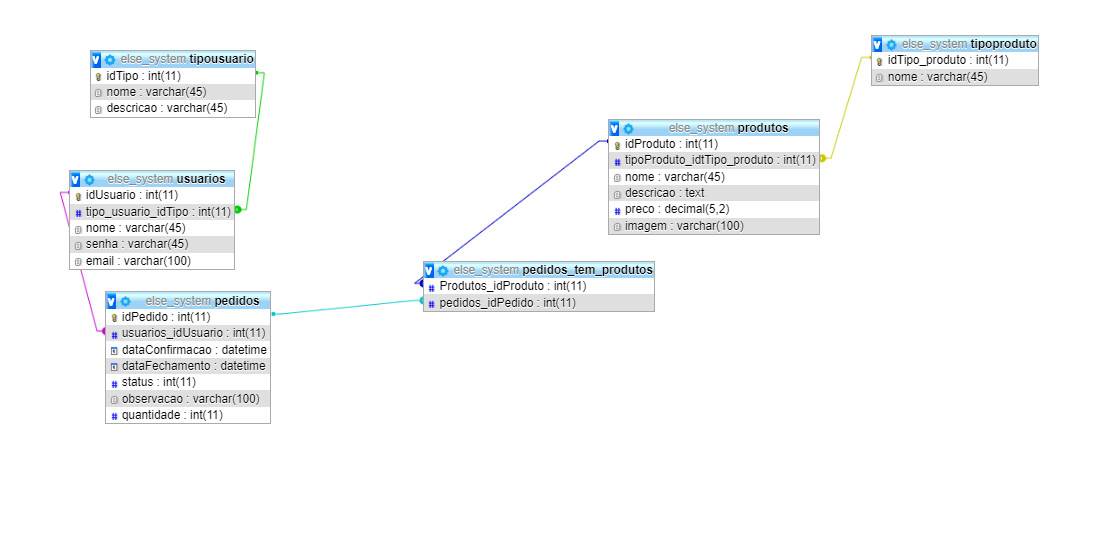 else_system tipousuario
idTipo : int(11)
nome : varchar(45)
descricao : varchar(45)
else_system usuarios
idUsuario : int(11)
tipo_usuario_idTipo : int(11)
nome : varchar(45)
senha : varchar(45)
email : varchar(100)
else_system pedidos
idPedido : int(11)
usuarios_idUsuario : int(11)
dataConfirmacao : datetime
dataFechamento : datetime
status : int(11)
observacao : varchar(100)
quantidade : int(11)
else_system pedidos_tem_produtos
Produtos_idProduto : int(11)
pedidos_idPedido : int(11)
else_system produtos
idProduto : int(11)
tipoProduto_idtTipo_produto : int(11)
nome : varchar(45)
descricao : text
preco : decimal(5,2)
imagem : varchar(100)
else_system tipoproduto
idTipo_produto : int(11)
nome : varchar(45)